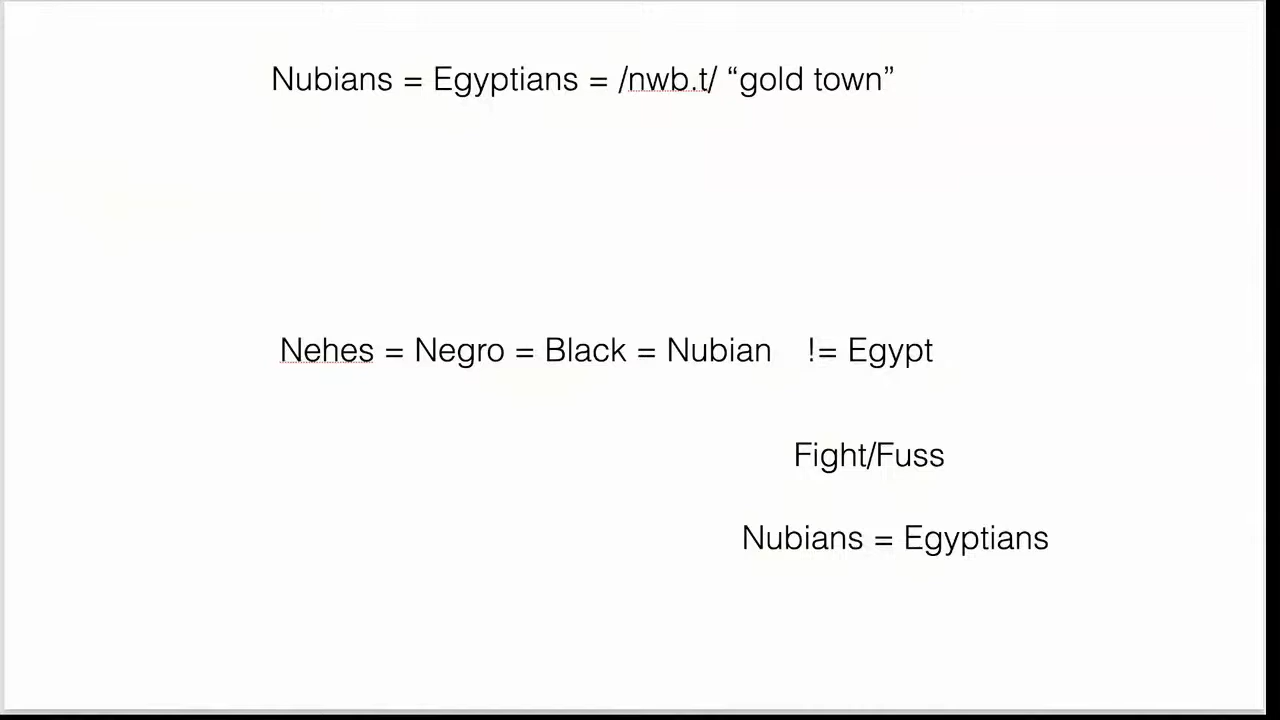 Nubians = Egyptians = /nwb.t/ “gold town”
Nehes = Negro = Black = Nubian != Egypt
Fight/Fuss
Nubians = Egyptians